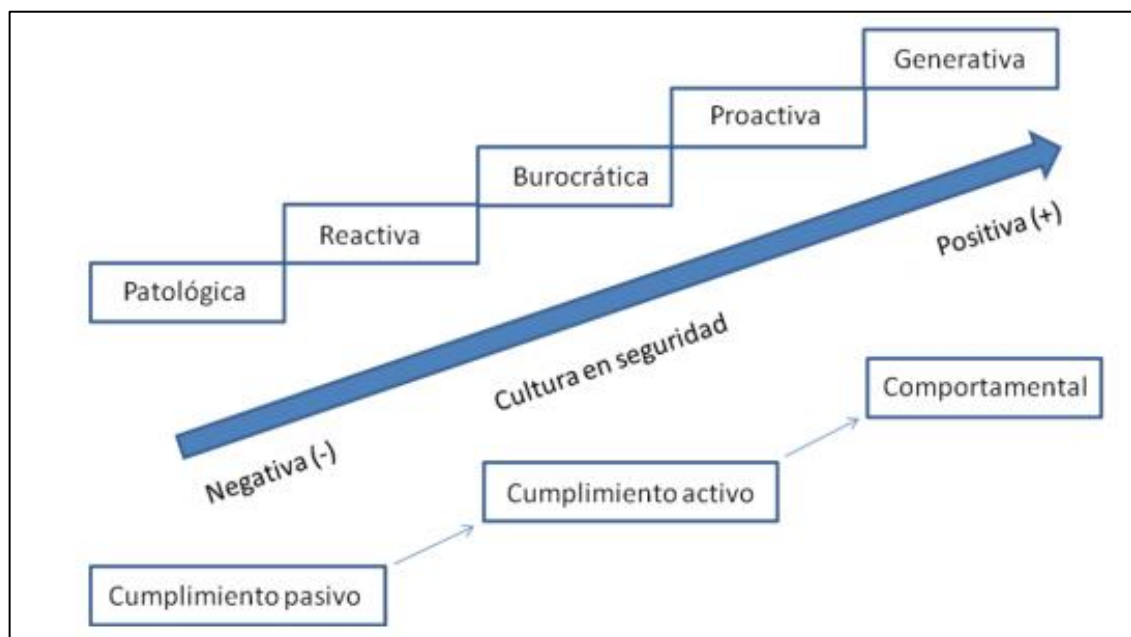 Generativa
Proactiva
Burocrática
Reactiva
Patológica
Positiva (+)
Cultura en seguridad
Negativa (-)
Comportamental
Cumplimiento activo
Cumplimiento pasivo